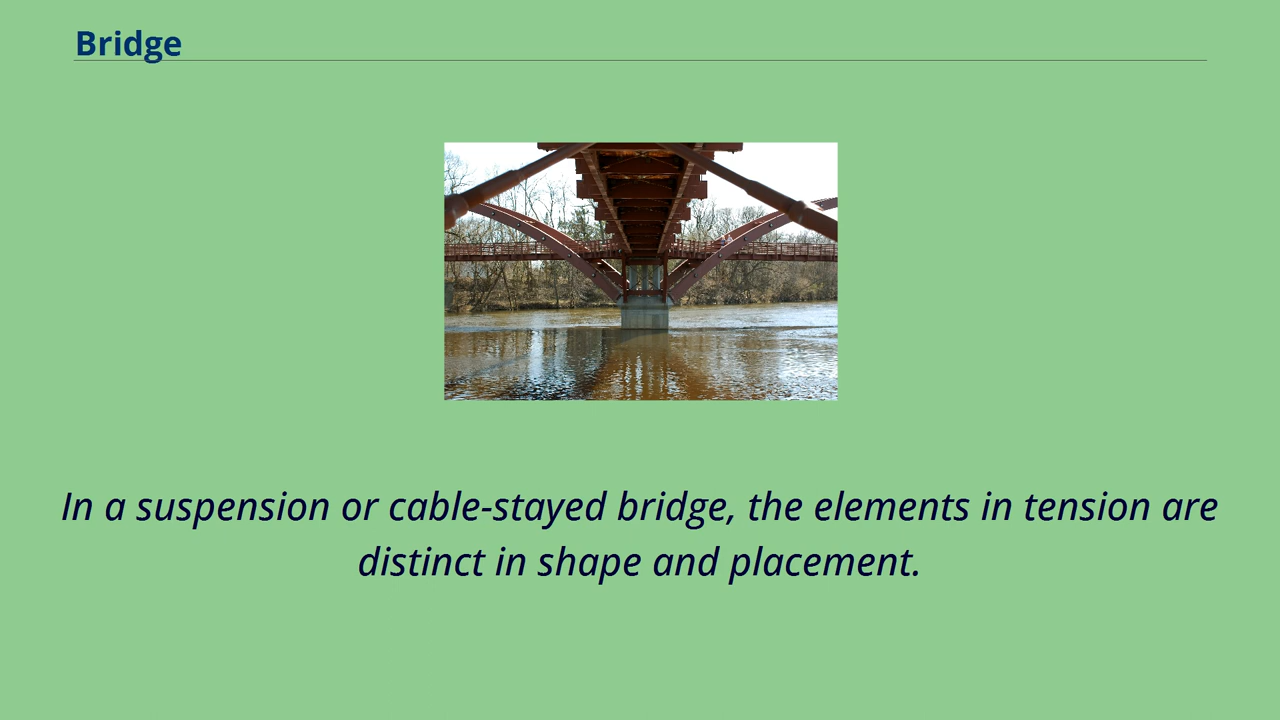 Bridge
In a suspension or cable-stayed bridge, the elements in tension are
distinct in shape and placement.